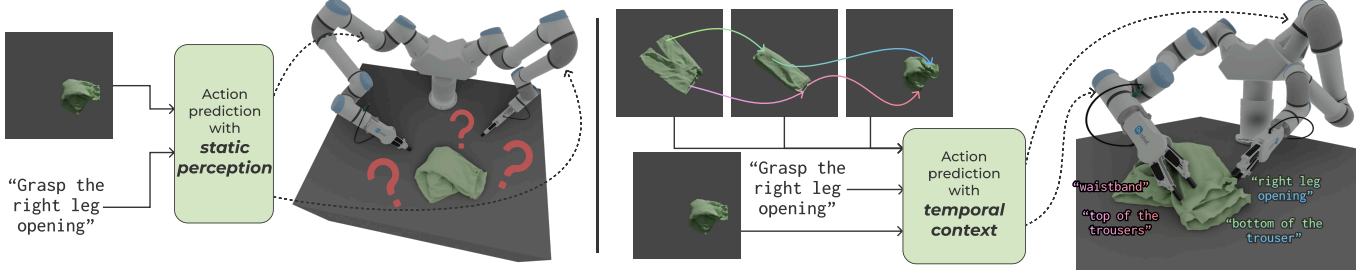 Action
prediction
with
static
perception
“Grasp the
right leg
opening”
?
?
?
“Grasp the
right leg
opening”
Action
prediction
with
temporal
context
“waistband”
“right leg
opening”
“top of the
trousers”
“bottom of the
trouser”